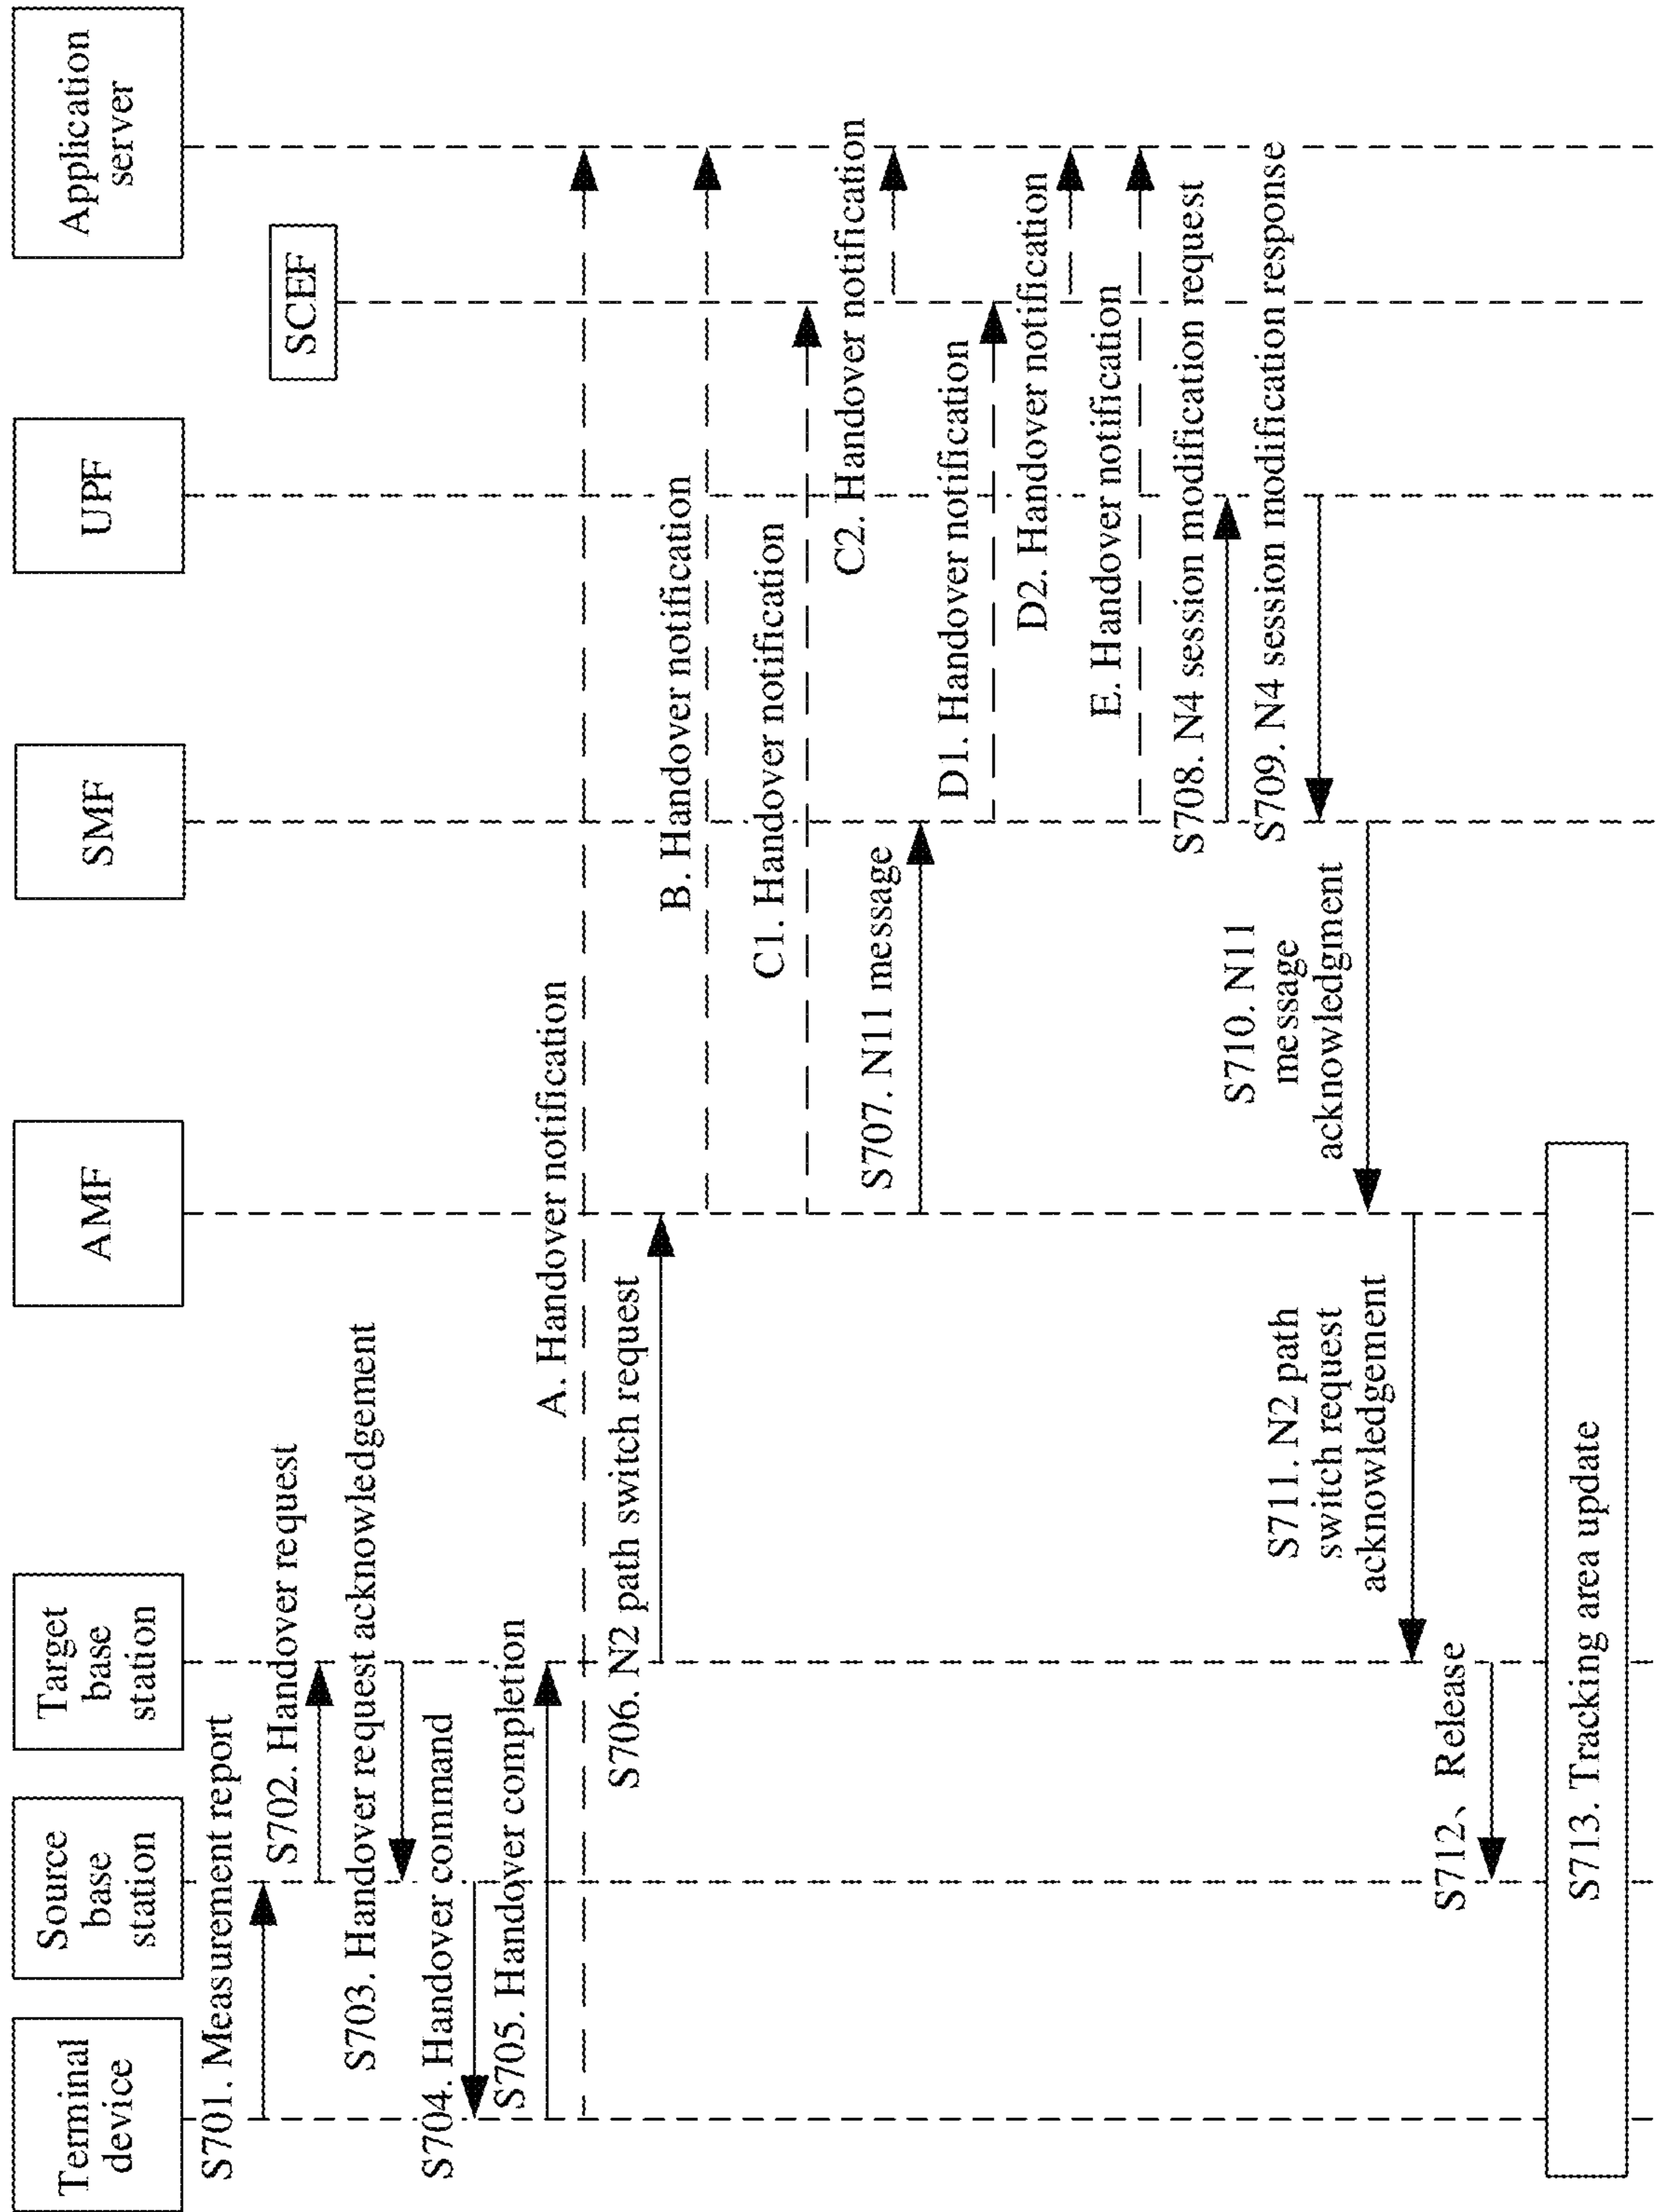 Terminal
device
Source
base
station
Target
base
station
AMF
SMF
UPF
SCEF
Application
server
S701. Measurement report
S702. Handover request
S703. Handover request acknowledgement
S704. Handover command
S705. Handover completion
A. Handover notification
S706. N2 path switch request
B. Handover notification
C1. Handover notification
C2. Handover notification
S707. N11 message
D1. Handover notification
D2. Handover notification
E. Handover notification
S708. N4 session modification request
S709. N4 session modification response
S710. N11
message
acknowledgment
S711. N2 path
switch request
acknowledgement
S712、Release
S713. Tracking area update